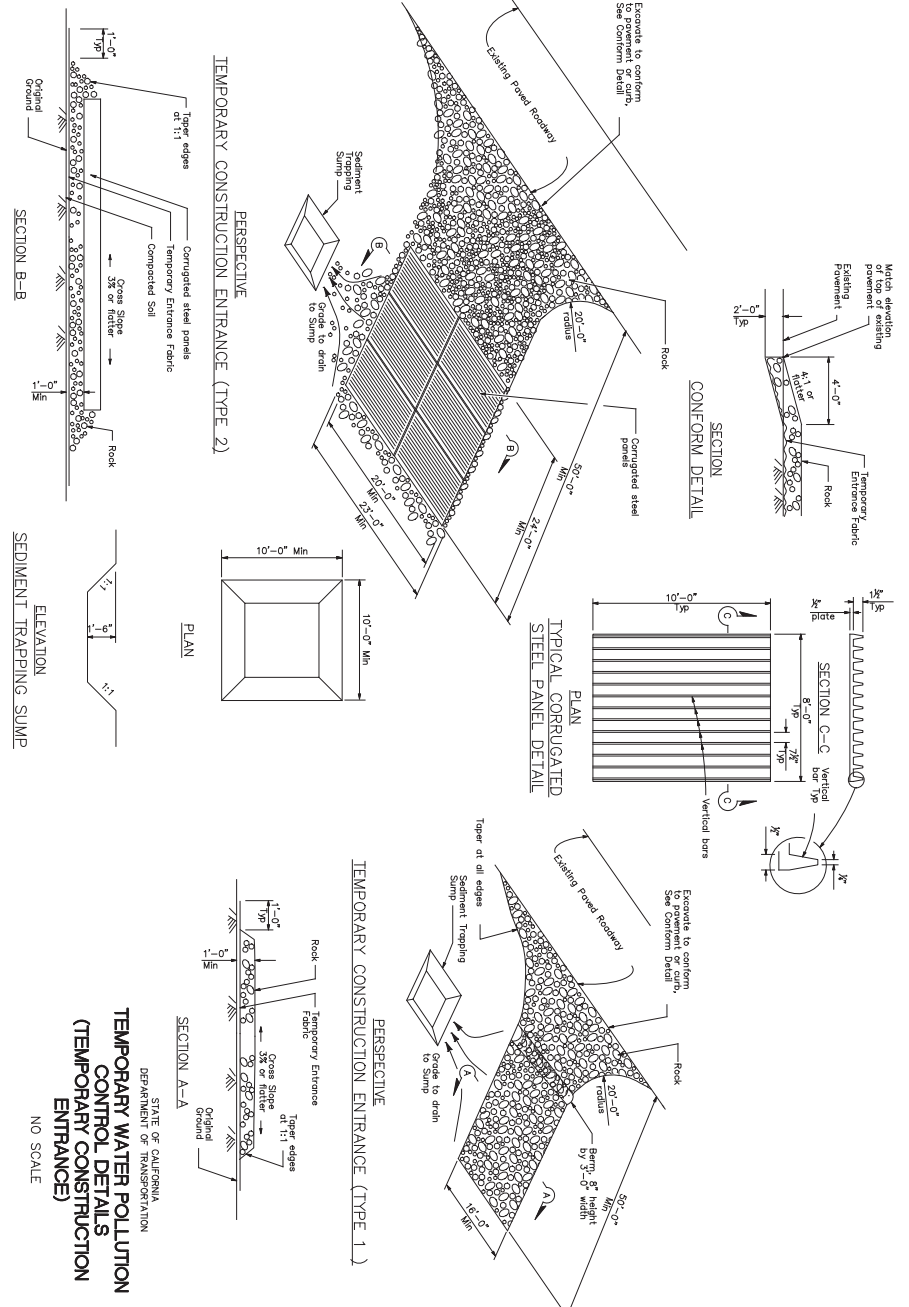 Match elevation
of top of existing
pavement
Existing
Pavement
2'-0"
Typ
4'-0"
4:1 or
flatter
Temporary
Entrance Fabric
Rock
SECTION
CONFORM DETAIL
1½"
Typ
½"
plate
SECTION C-C
Vertical
bar Typ
½"
8'-0"
Typ
7½"
Typ
10'-0"
Typ
C
C
Vertical bars
PLAN
TYPICAL CORRUGATED
STEEL PANEL DETAIL
Excavate to conform
to pavement or curb,
See Conform Detail
Existing Paved Roadway
Rock
20'-0"
radius
50'-0"
Min
Berm, 8" height
by 3'-0" width
A
A
16'-0"
Min
Taper at all edges
Sediment Trapping
Sump
Grade to drain
to Sump
PERSPECTIVE
TEMPORARY CONSTRUCTION ENTRANCE (TYPE 1 )
Excavate to conform
to pavement or curb,
See Conform Detail
Existing Paved Roadway
Rock
20'-0"
radius
50'-0"
Min
24'-0"
Min
Corrugated steel
panels
B
B
20'-0"
Min
23'-0"
Min
Sediment
Trapping
Sump
Grade to drain
to Sump
PERSPECTIVE
TEMPORARY CONSTRUCTION ENTRANCE (TYPE 2 )
10'-0" Min
10'-0" Min
PLAN
1:1
1'-6"
1:1
ELEVATION
SEDIMENT TRAPPING SUMP
1'-0"
Typ
Taper edges
at 1:1
Corrugated steel panels
Temporary Entrance Fabric
Compacted Soil
Cross Slope
3% or flatter
Rock
1'-0"
Min
Original
Ground
SECTION B-B
1'-0"
Typ
1'-0"
Min
Rock
Temporary Entrance
Fabric
Cross Slope
3% or flatter
Taper edges
at 1:1
Original
Ground
SECTION A-A
STATE OF CALIFORNIA
DEPARTMENT OF TRANSPORTATION
TEMPORARY WATER POLLUTION
CONTROL DETAILS
(TEMPORARY CONSTRUCTION
ENTRANCE)
NO SCALE